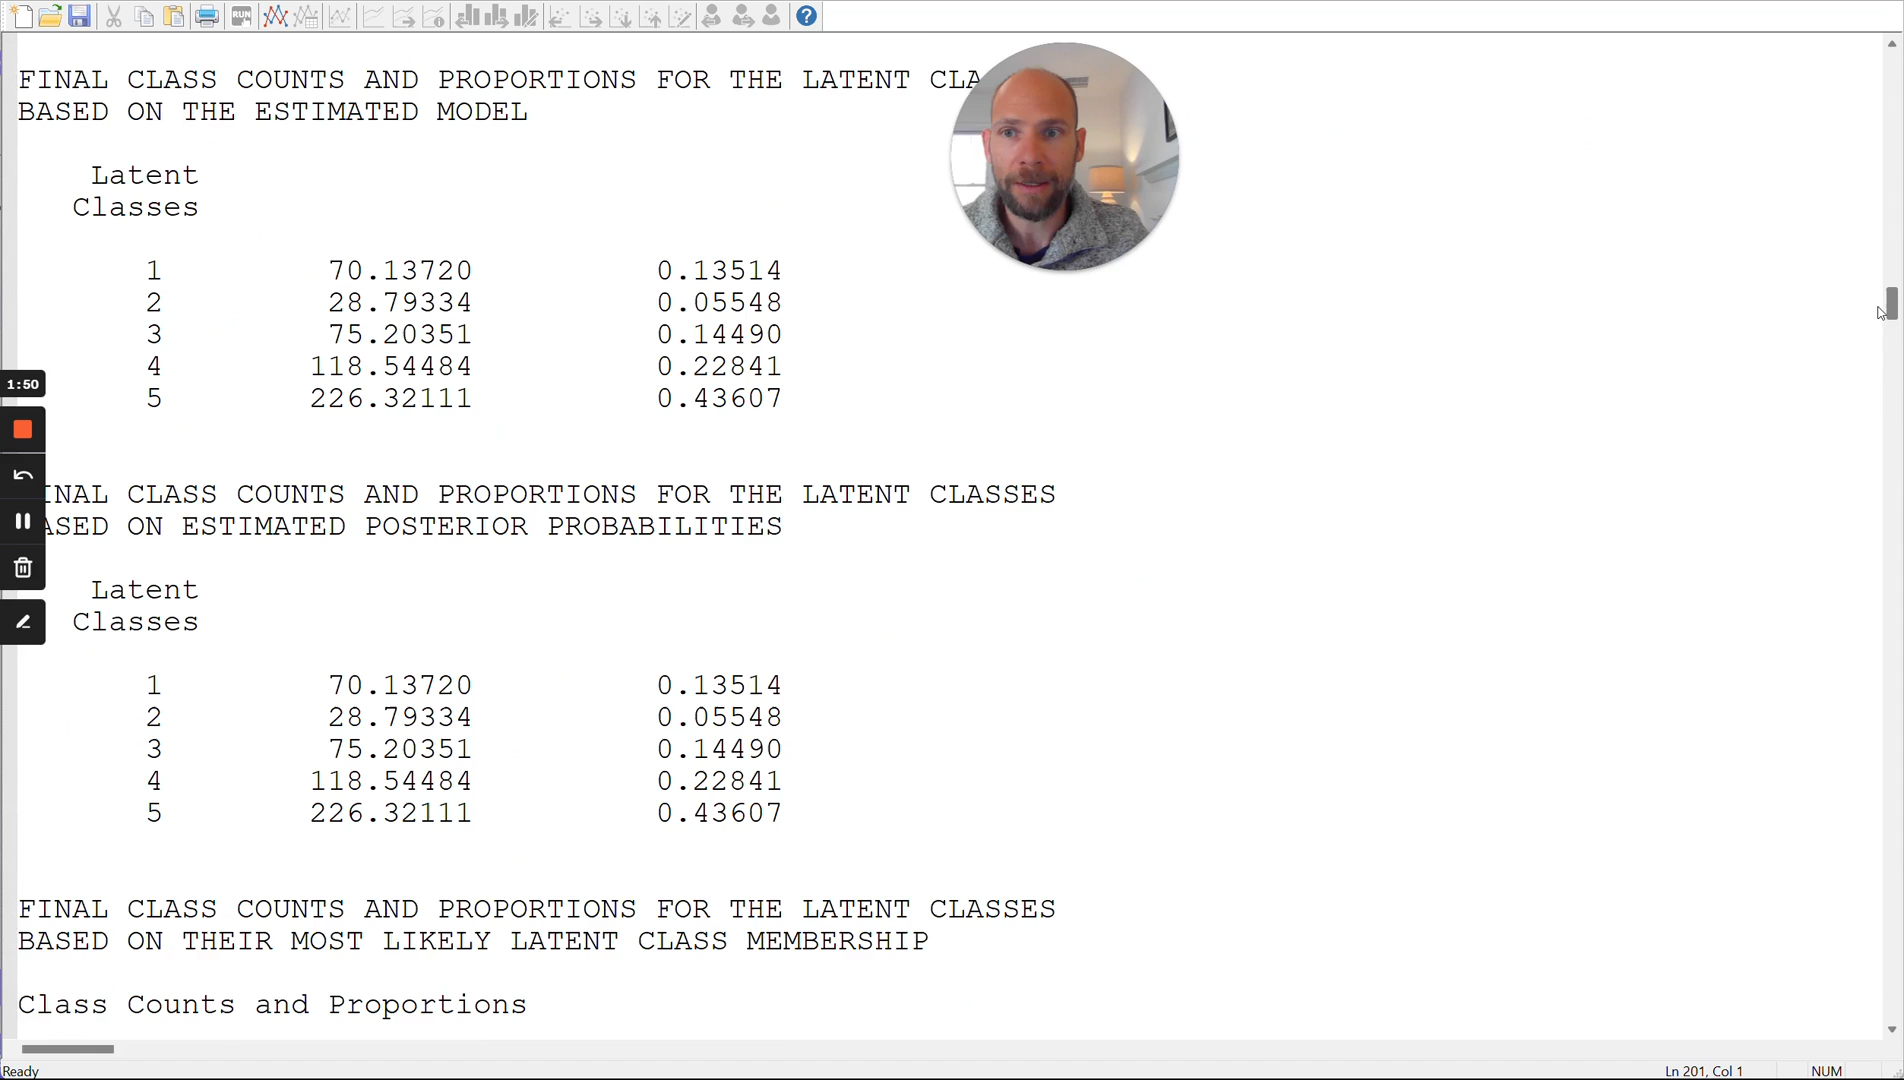 FINAL CLASS COUNTS AND PROPORTIONS FOR THE LATENT CLA
BASED ON THE ESTIMATED MODEL
Latent
Classes
1 70.13720 0.13514
2 28.79334 0.05548
3 75.20351 0.14490
4 118.54484 0.22841
5 226.32111 0.43607
1:50
INAL CLASS COUNTS AND PROPORTIONS FOR THE LATENT CLASSES
ASED ON ESTIMATED POSTERIOR PROBABILITIES
Latent
Classes
1 70.13720 0.13514
2 28.79334 0.05548
3 75.20351 0.14490
4 118.54484 0.22841
5 226.32111 0.43607
FINAL CLASS COUNTS AND PROPORTIONS FOR THE LATENT CLASSES
BASED ON THEIR MOST LIKELY LATENT CLASS MEMBERSHIP
Class Counts and Proportions
Ready Ln 201, Col 1 NUM
RUN